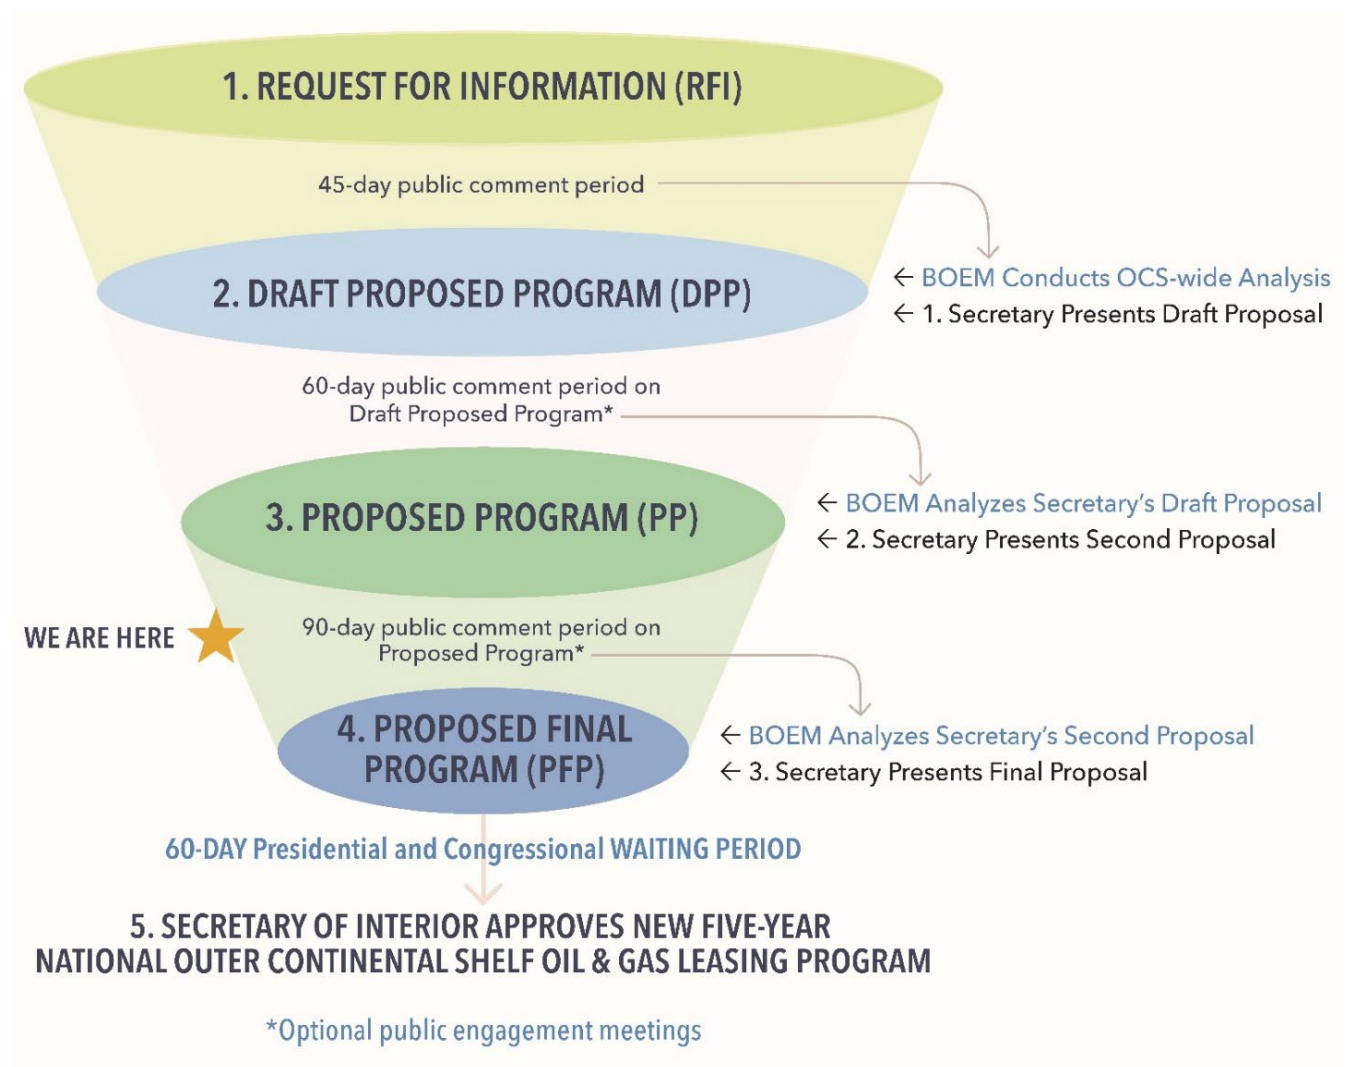 1. REQUEST FOR INFORMATION (RFI)
45-day public comment period
← BOEM Conducts OCS-wide Analysis
2. DRAFT PROPOSED PROGRAM (DPP)
← 1. Secretary Presents Draft Proposal
60-day public comment period on
Draft Proposed Program*
← BOEM Analyzes Secretary's Draft Proposal
3. PROPOSED PROGRAM (PP)
← 2. Secretary Presents Second Proposal
WE ARE HERE
90-day public comment period on
Proposed Program*
4. PROPOSED FINAL
PROGRAM (PFP)
← BOEM Analyzes Secretary's Second Proposal
← 3. Secretary Presents Final Proposal
60-DAY Presidential and Congressional WAITING PERIOD
5. SECRETARY OF INTERIOR APPROVES NEW FIVE-YEAR
NATIONAL OUTER CONTINENTAL SHELF OIL & GAS LEASING PROGRAM
*Optional public engagement meetings